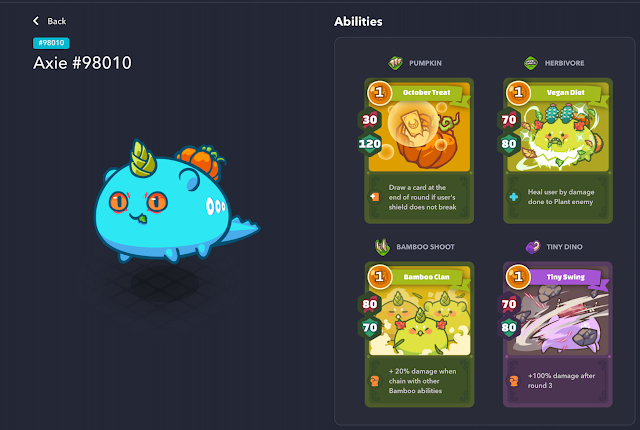 Back
#98010
Axie #98010
Abilities
PUMPKIN
1
October Treat
30
120
Draw a card at the
end of round if user's
shield does not break
HERBIVORE
1
Vegan Diet
70
80
Heal user by damage
done to Plant enemy
BAMBOO SHOOT
1
Bamboo Clan
80
70
+ 20% damage when
chain with other
Bamboo abilities
TINY DINO
1
Tiny Swing
70
80
+100% damage after
round 3